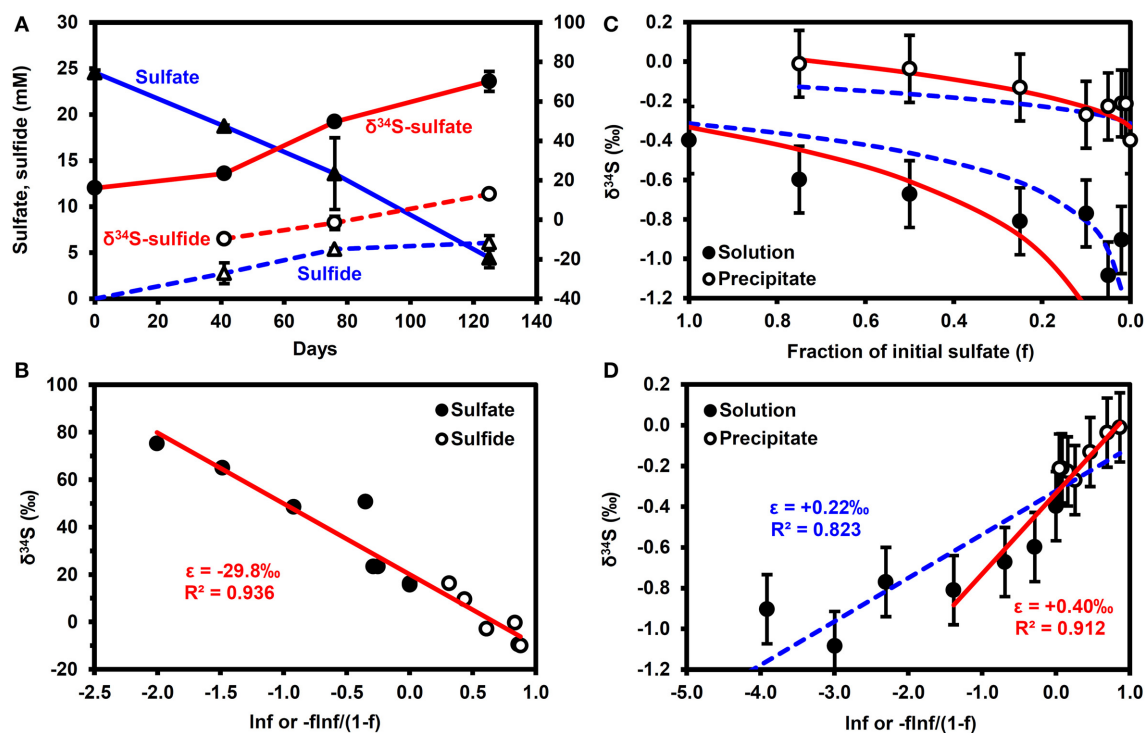 A
30
25
20
15
10
5
0
Sulfate, sulfide (mM)
100
80
60
40
20
0
-20
-40
Sulfate
δ³⁴S-sulfate
δ³⁴S-sulfide
Sulfide
0 20 40 60 80 100 120 140
Days
C
0.2
0.0
-0.2
-0.4
-0.6
-0.8
-1.0
-1.2
δ³⁴S (‰)
Solution
Precipitate
1.0 0.8 0.6 0.4 0.2 0.0
Fraction of initial sulfate (f)
B
100
80
60
40
20
0
-20
δ³⁴S (‰)
Sulfate
Sulfide
ε = -29.8‰
R² = 0.936
-2.5 -2.0 -1.5 -1.0 -0.5 0.0 0.5 1.0
lnf or -flnf/(1-f)
D
0.2
0.0
-0.2
-0.4
-0.6
-0.8
-1.0
-1.2
δ³⁴S (‰)
Solution
Precipitate
ε = +0.22‰
R² = 0.823
ε = +0.40‰
R² = 0.912
-5.0 -4.0 -3.0 -2.0 -1.0 0.0 1.0
lnf or -flnf/(1-f)